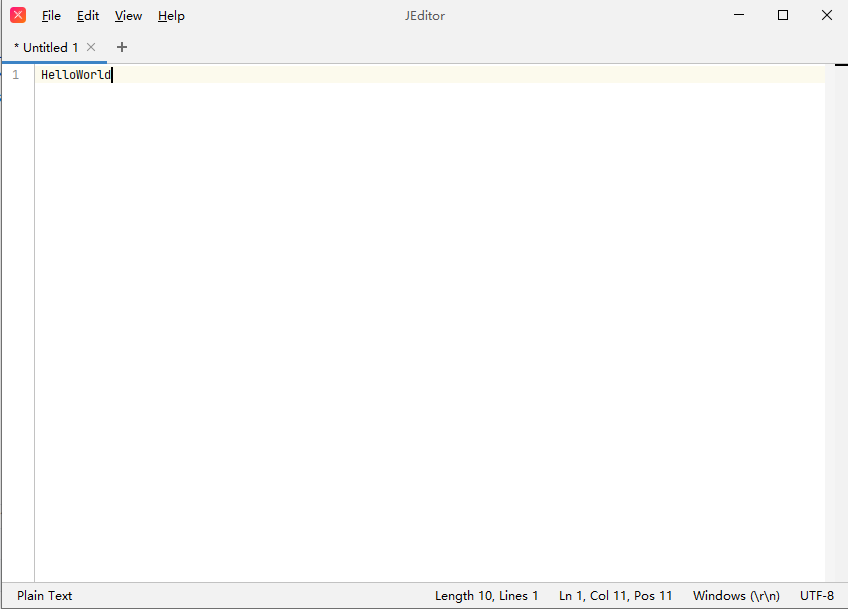 File Edit View Help JEditor
* Untitled 1
1 HelloWorld
Plain Text Length 10, Lines 1 Ln 1, Col 11, Pos 11 Windows (\r\n) UTF-8